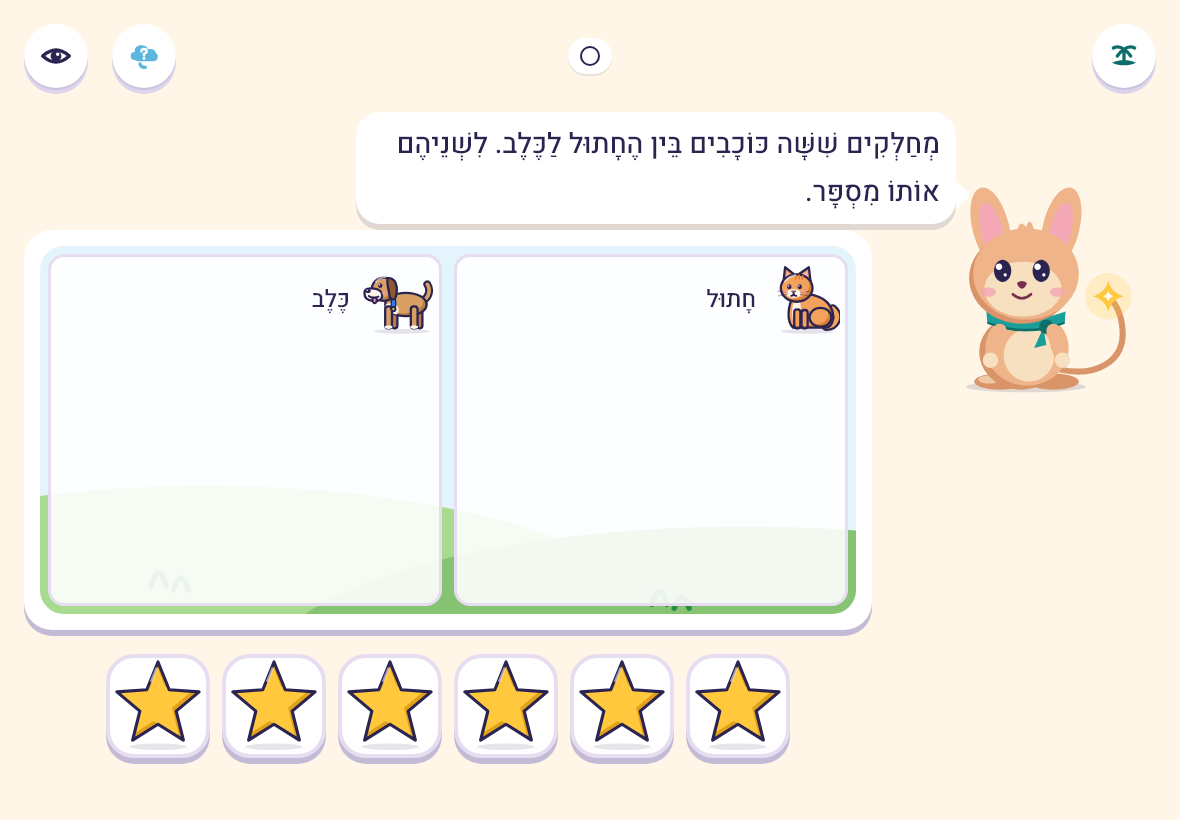 מְחַלְּקִים שִׁשָּׁה כּוֹכָבִים בֵּין הֶחָתוּל לַכֶּלֶב. לִשְׁנֵיהֶם
אוֹתוֹ מִסְפָּר.
חָתוּל
כֶּלֶב